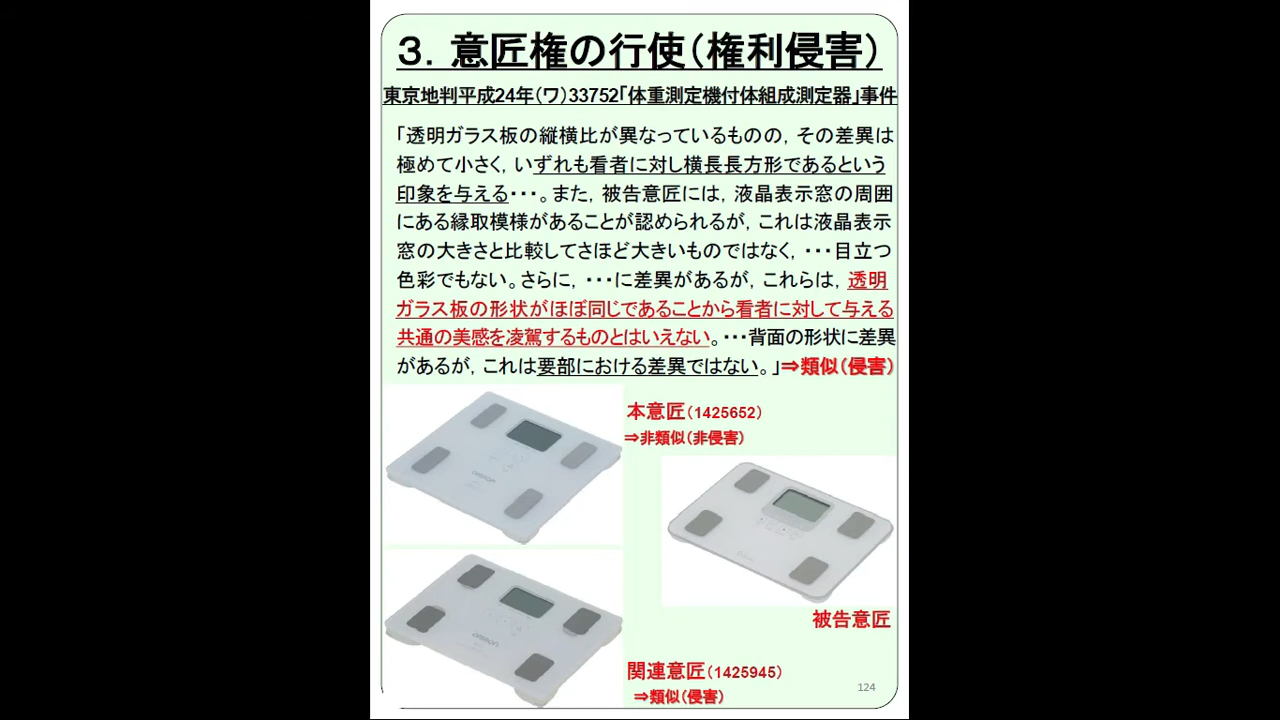 ３．意匠権の行使（権利侵害）
東京地判平成24年（ワ）33752「体重測定機付体組成測定器」事件
「透明ガラス板の縦横比が異なっているものの，その差異は
極めて小さく，いずれも看者に対し横長長方形であるという
印象を与える・・・。また，被告意匠には，液晶表示窓の周囲
にある縁取模様があることが認められるが，これは液晶表示
窓の大きさと比較してさほど大きいものではなく，・・・目立つ
色彩でもない。さらに，・・・に差異があるが，これらは，透明
ガラス板の形状がほぼ同じであることから看者に対して与える
共通の美感を凌駕するものとはいえない。・・・背面の形状に差異
があるが，これは要部における差異ではない。」⇒類似（侵害）
本意匠（1425652）
⇒非類似（非侵害）
被告意匠
関連意匠（1425945）
⇒類似（侵害）
124